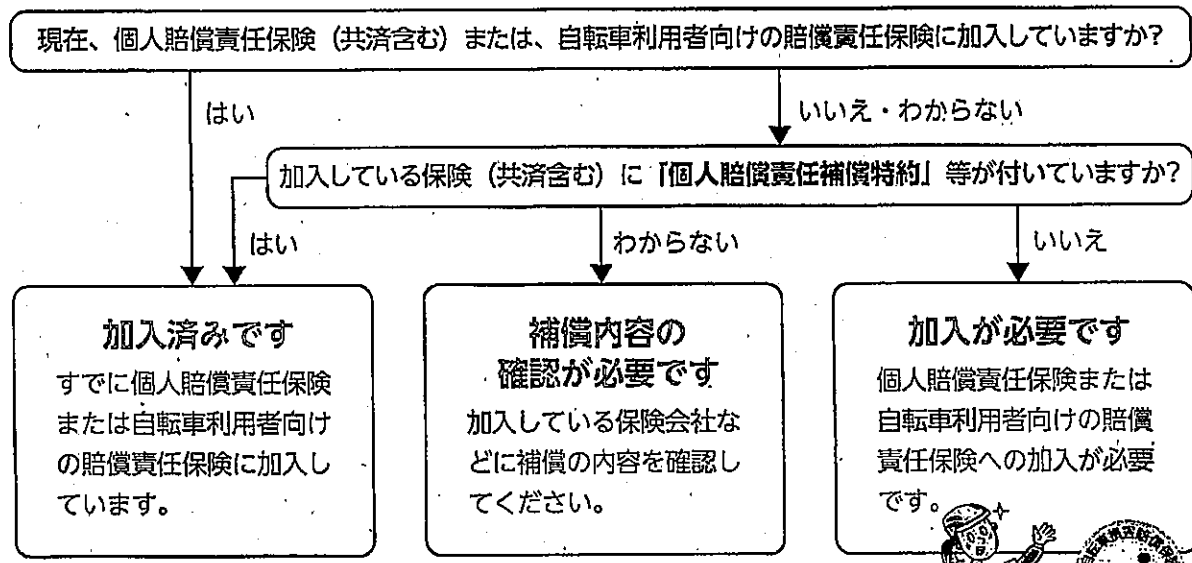 現在、個人賠償責任保険（共済含む）または、自転車利用者向けの賠償責任保険に加入していますか？
はい
いいえ・わからない
加入している保険（共済含む）に「個人賠償責任補償特約」等が付いていますか？
はい
わからない
いいえ
加入済みです
すでに個人賠償責任保険
または自転車利用者向け
の賠償責任保険に加入し
ています。
補償内容の
確認が必要です
加入している保険会社な
どに補償の内容を確認し
てください。
加入が必要です
個人賠償責任保険または
自転車利用者向けの賠償
責任保険への加入が必要
です。
自転車損害賠償保険